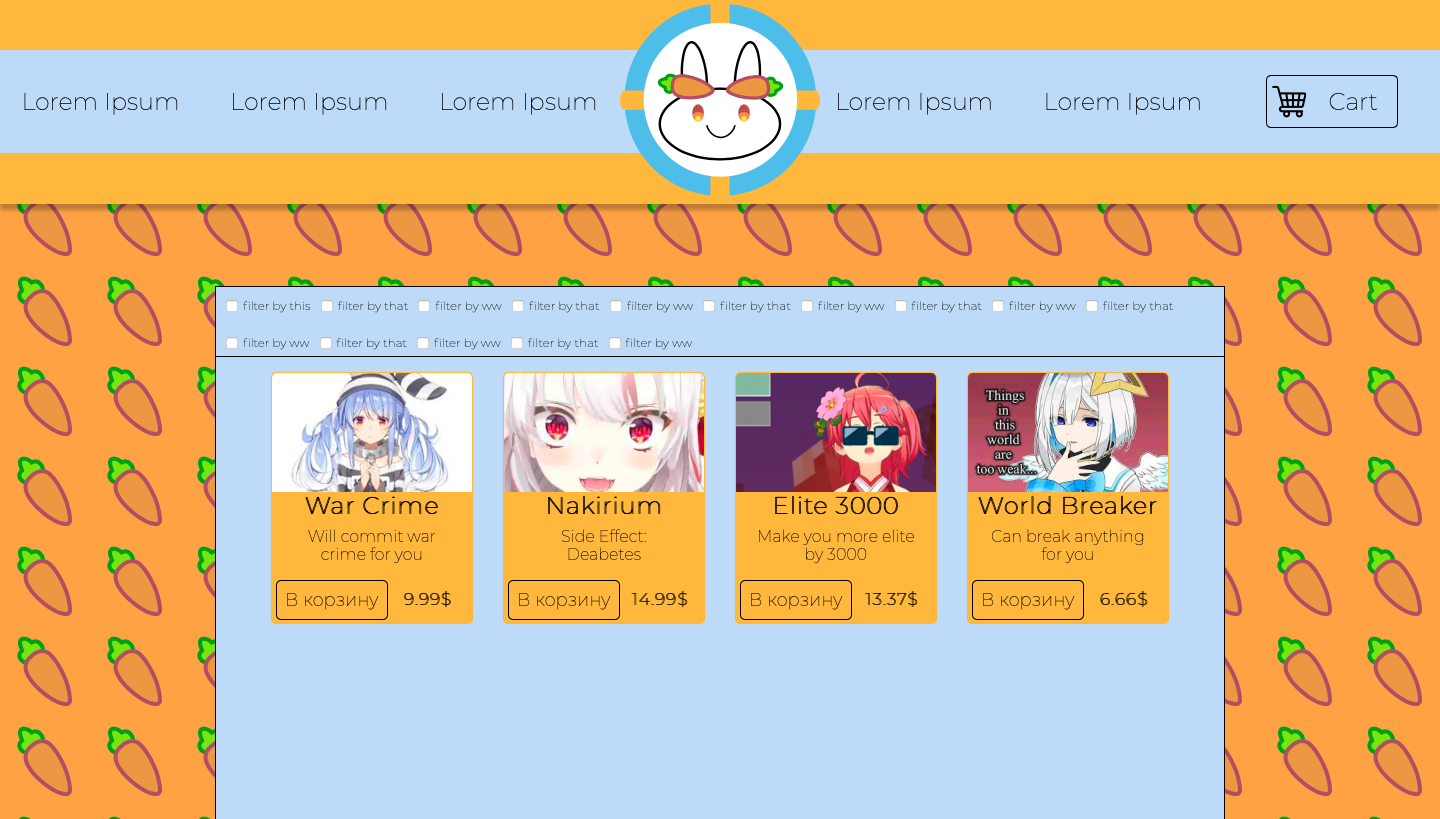 Lorem Ipsum Lorem Ipsum Lorem Ipsum Lorem Ipsum Lorem Ipsum Cart
filter by this filter by that filter by ww filter by that filter by ww filter by that filter by ww filter by that filter by ww filter by that
filter by ww filter by that filter by ww filter by that filter by ww
Things
in
this
world
are
too weak...
War Crime
Will commit war
crime for you
В корзину 9.99$
Nakirium
Side Effect:
Deabetes
В корзину 14.99$
Elite 3000
Make you more elite
by 3000
В корзину 13.37$
World Breaker
Can break anything
for you
В корзину 6.66$